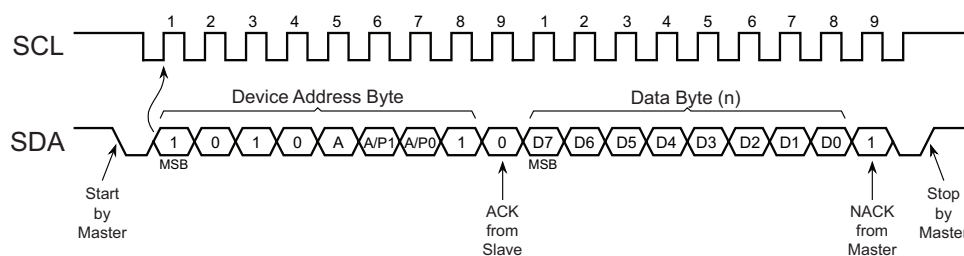 1 2 3 4 5 6 7 8 9 1 2 3 4 5 6 7 8 9
SCL
Device Address Byte Data Byte (n)
SDA 1 0 1 0 A A/P1 A/P0 1 0 D7 D6 D5 D4 D3 D2 D1 D0 1
MSB MSB
Start
by
Master
ACK
from
Slave
NACK
from
Master
Stop
by
Master